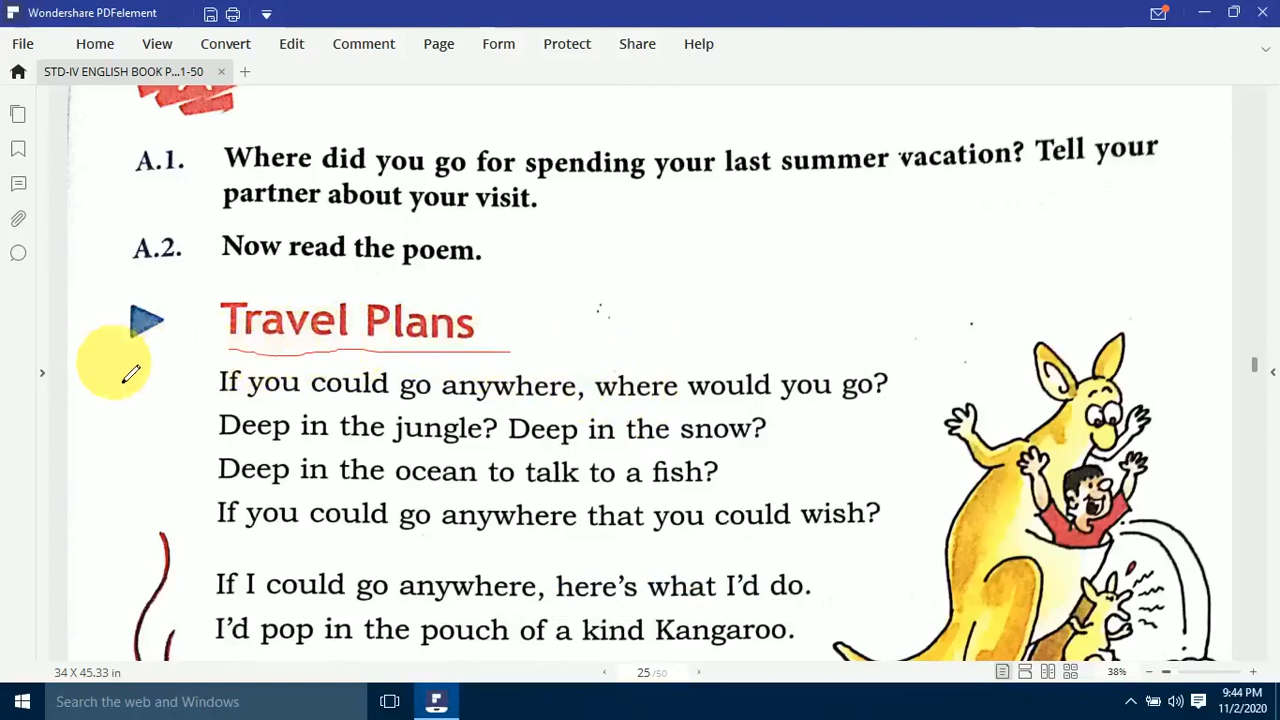 Wondershare PDFelement
File Home View Convert Edit Comment Page Form Protect Share Help
STD-IV ENGLISH BOOK P...1-50
A.1. Where did you go for spending your last summer vacation? Tell your
partner about your visit.
A.2. Now read the poem.
Travel Plans
If you could go anywhere, where would you go?
Deep in the jungle? Deep in the snow?
Deep in the ocean to talk to a fish?
If you could go anywhere that you could wish?
If I could go anywhere, here's what I'd do.
I'd pop in the pouch of a kind Kangaroo.
34 X 45.33 in
25 /50
38%
Search the web and Windows
9:44 PM
11/2/2020